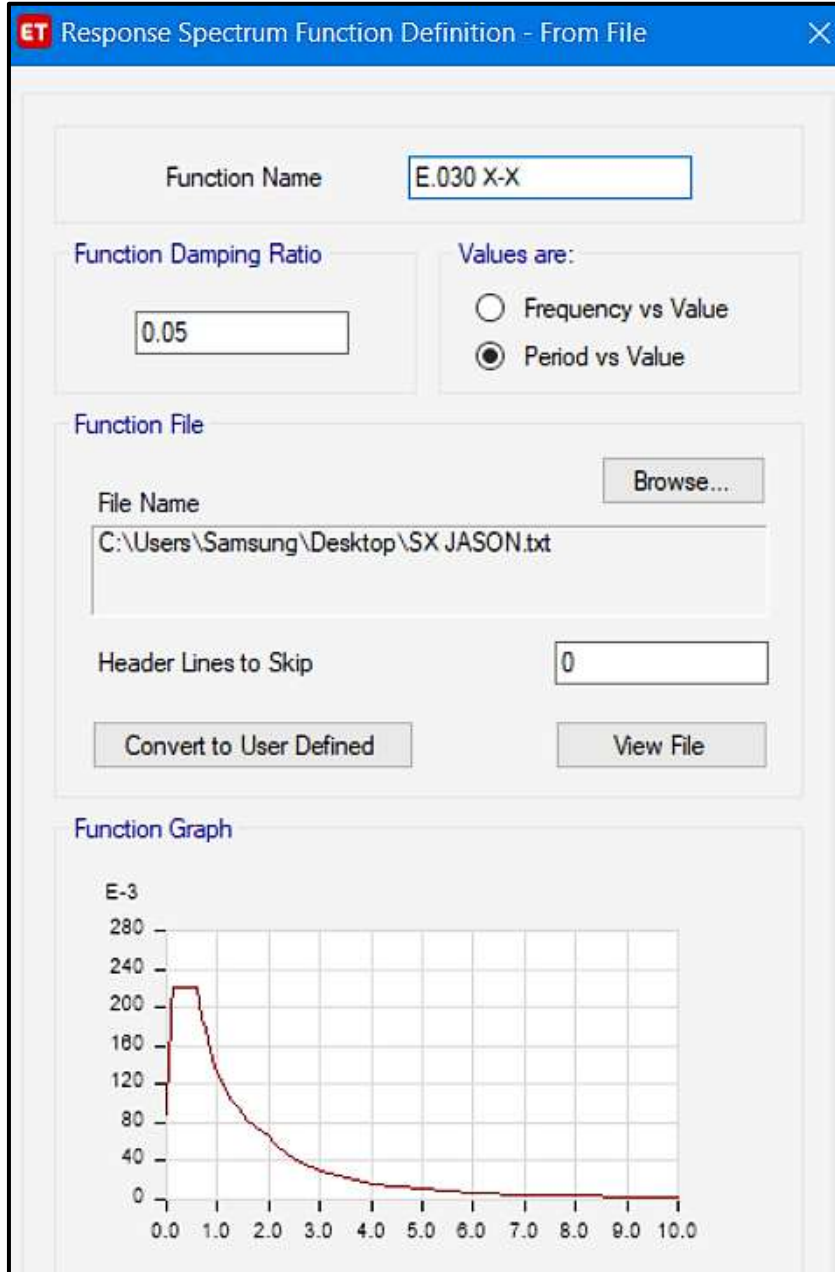 ET Response Spectrum Function Definition - From File
Function Name E.030 X-X
Function Damping Ratio Values are:
0.05
Frequency vs Value
Period vs Value
Function File
Browse...
File Name
C:\Users\Samsung\Desktop\SX JASON.txt
Header Lines to Skip 0
Convert to User Defined View File
Function Graph
E-3
280
240
200
160
120
80
40
0
0.0 1.0 2.0 3.0 4.0 5.0 6.0 7.0 8.0 9.0 10.0